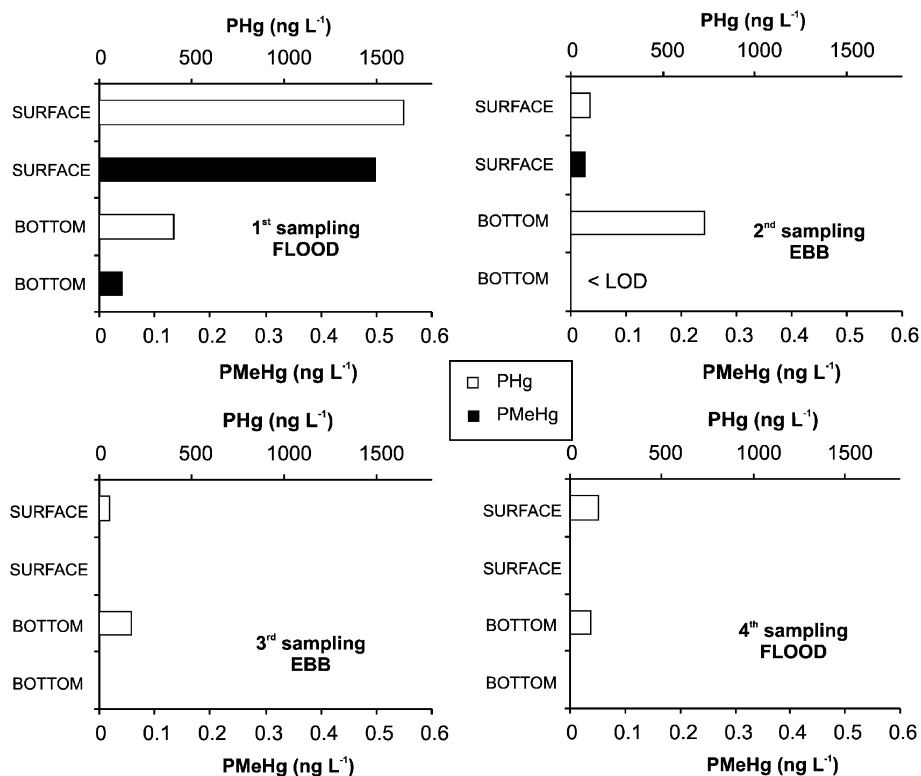 PHg (ng L⁻¹)
0 500 1000 1500
SURFACE
SURFACE
BOTTOM
BOTTOM
1st sampling
FLOOD
0 0.1 0.2 0.3 0.4 0.5 0.6
PMeHg (ng L⁻¹)
PHg (ng L⁻¹)
0 500 1000 1500
SURFACE
SURFACE
BOTTOM
BOTTOM
< LOD
2nd sampling
EBB
0 0.1 0.2 0.3 0.4 0.5 0.6
PMeHg (ng L⁻¹)
PHg
PMeHg
PHg (ng L⁻¹)
0 500 1000 1500
SURFACE
SURFACE
BOTTOM
BOTTOM
3rd sampling
EBB
0 0.1 0.2 0.3 0.4 0.5 0.6
PMeHg (ng L⁻¹)
PHg (ng L⁻¹)
0 500 1000 1500
SURFACE
SURFACE
BOTTOM
BOTTOM
4th sampling
FLOOD
0 0.1 0.2 0.3 0.4 0.5 0.6
PMeHg (ng L⁻¹)